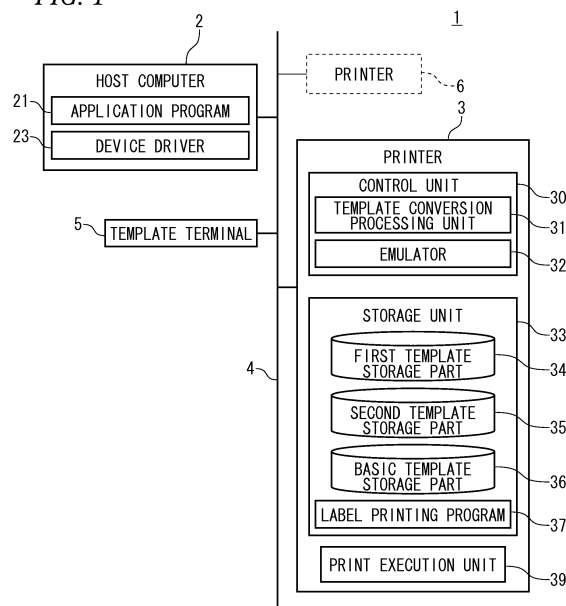 FIG. 1
1
2
HOST COMPUTER
21
APPLICATION PROGRAM
23
DEVICE DRIVER
PRINTER
6
3
PRINTER
CONTROL UNIT
30
TEMPLATE CONVERSION
PROCESSING UNIT
31
EMULATOR
32
5
TEMPLATE TERMINAL
4
STORAGE UNIT
33
FIRST TEMPLATE
STORAGE PART
34
SECOND TEMPLATE
STORAGE PART
35
BASIC TEMPLATE
STORAGE PART
36
LABEL PRINTING PROGRAM
37
PRINT EXECUTION UNIT
39